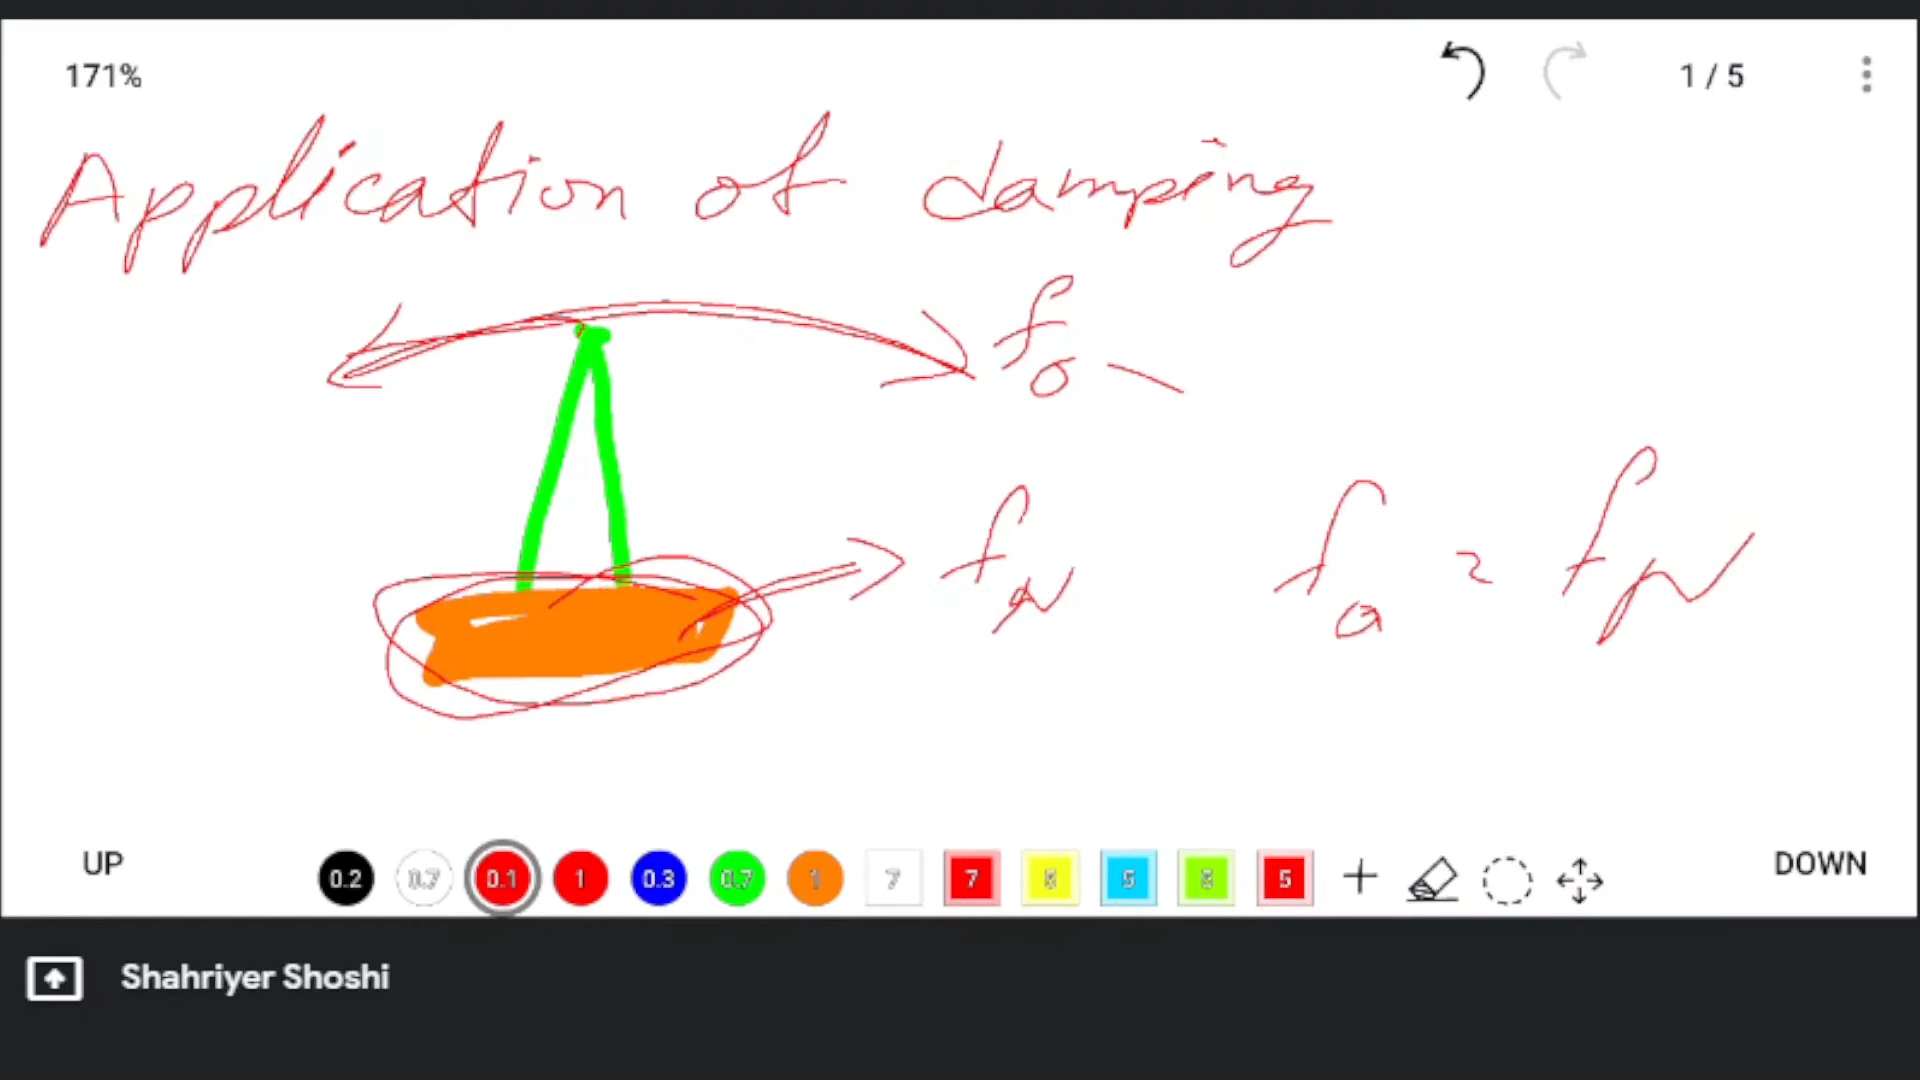 171%
1 / 5
Application of damping
f₀
fₙ
fₐ = fₙ
UP
0.2 0.7 0.1 1 0.3 0.7 1 7 7 8 5 8 5
DOWN
Shahriyer Shoshi